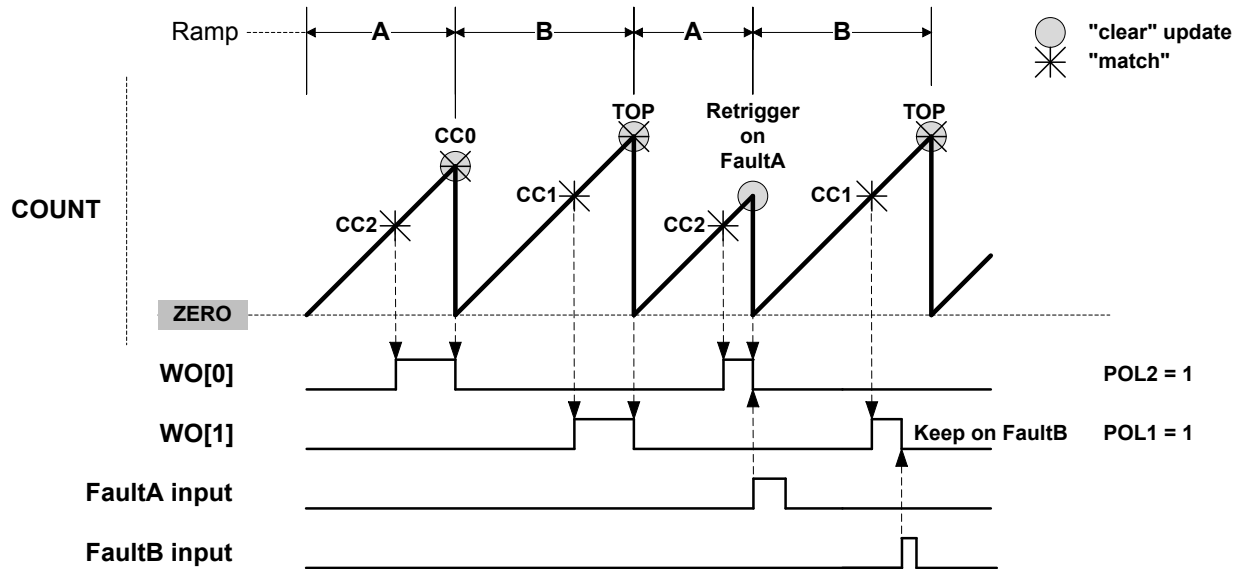 Ramp A B A B
"clear" update
"match"
CC0 TOP Retrigger on FaultA TOP
COUNT
CC2 CC1 CC2 CC1
ZERO
WO[0] POL2 = 1
WO[1] Keep on FaultB POL1 = 1
FaultA input
FaultB input